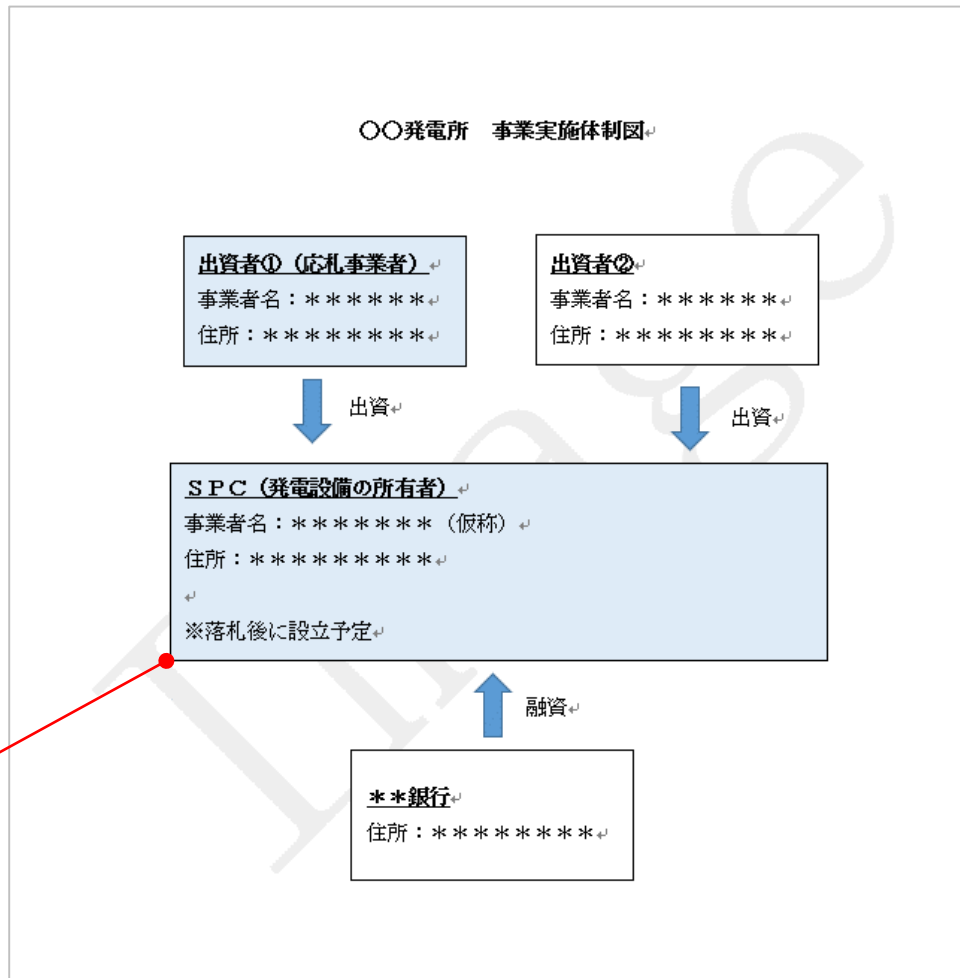 〇〇発電所　事業実施体制図↵
出資者①（応札事業者）↵
事業者名：＊＊＊＊＊＊↵
住所：＊＊＊＊＊＊＊＊↵
出資者②↵
事業者名：＊＊＊＊＊＊↵
住所：＊＊＊＊＊＊＊＊↵
出資↵
出資↵
ＳＰＣ（発電設備の所有者）↵
事業者名：＊＊＊＊＊＊＊（仮称）↵
住所：＊＊＊＊＊＊＊＊＊↵
↵
※落札後に設立予定↵
融資↵
＊＊銀行↵
住所：＊＊＊＊＊＊＊＊↵
Image